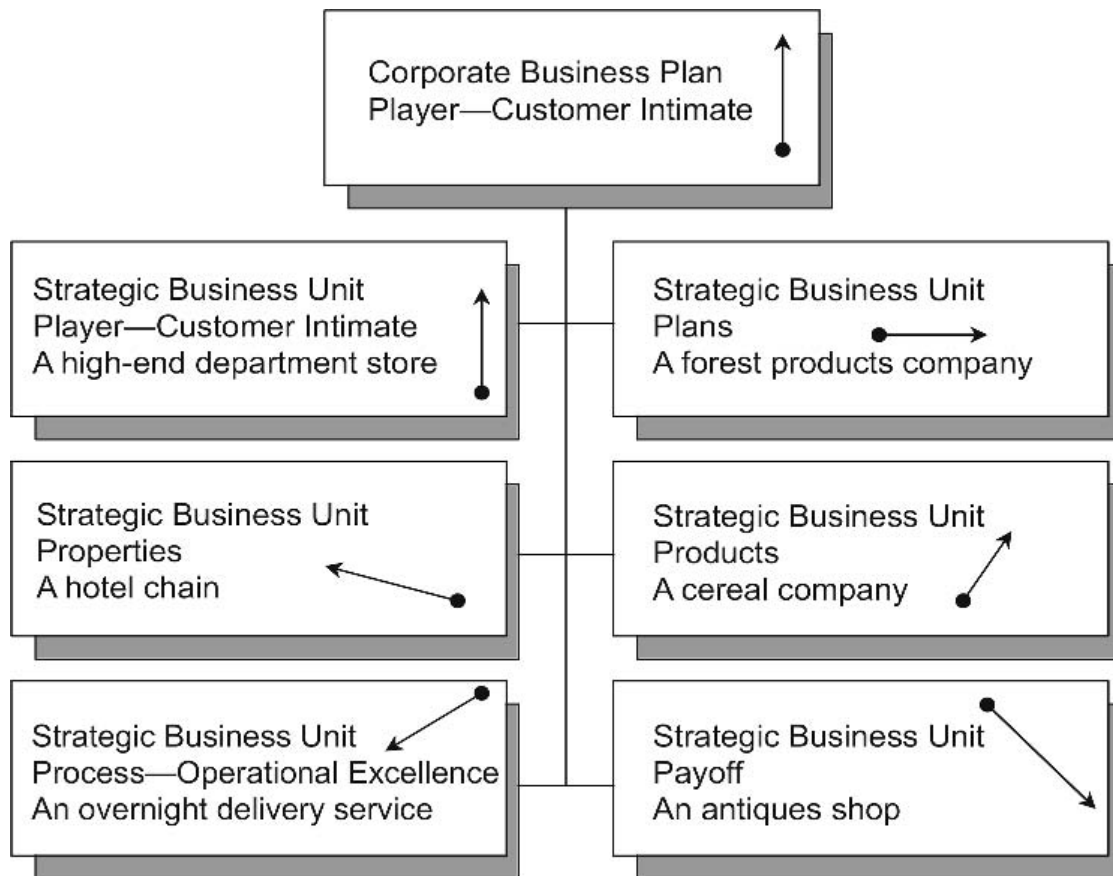 Corporate Business Plan
Player—Customer Intimate
Strategic Business Unit
Player—Customer Intimate
A high-end department store
Strategic Business Unit
Plans
A forest products company
Strategic Business Unit
Properties
A hotel chain
Strategic Business Unit
Products
A cereal company
Strategic Business Unit
Process—Operational Excellence
An overnight delivery service
Strategic Business Unit
Payoff
An antiques shop